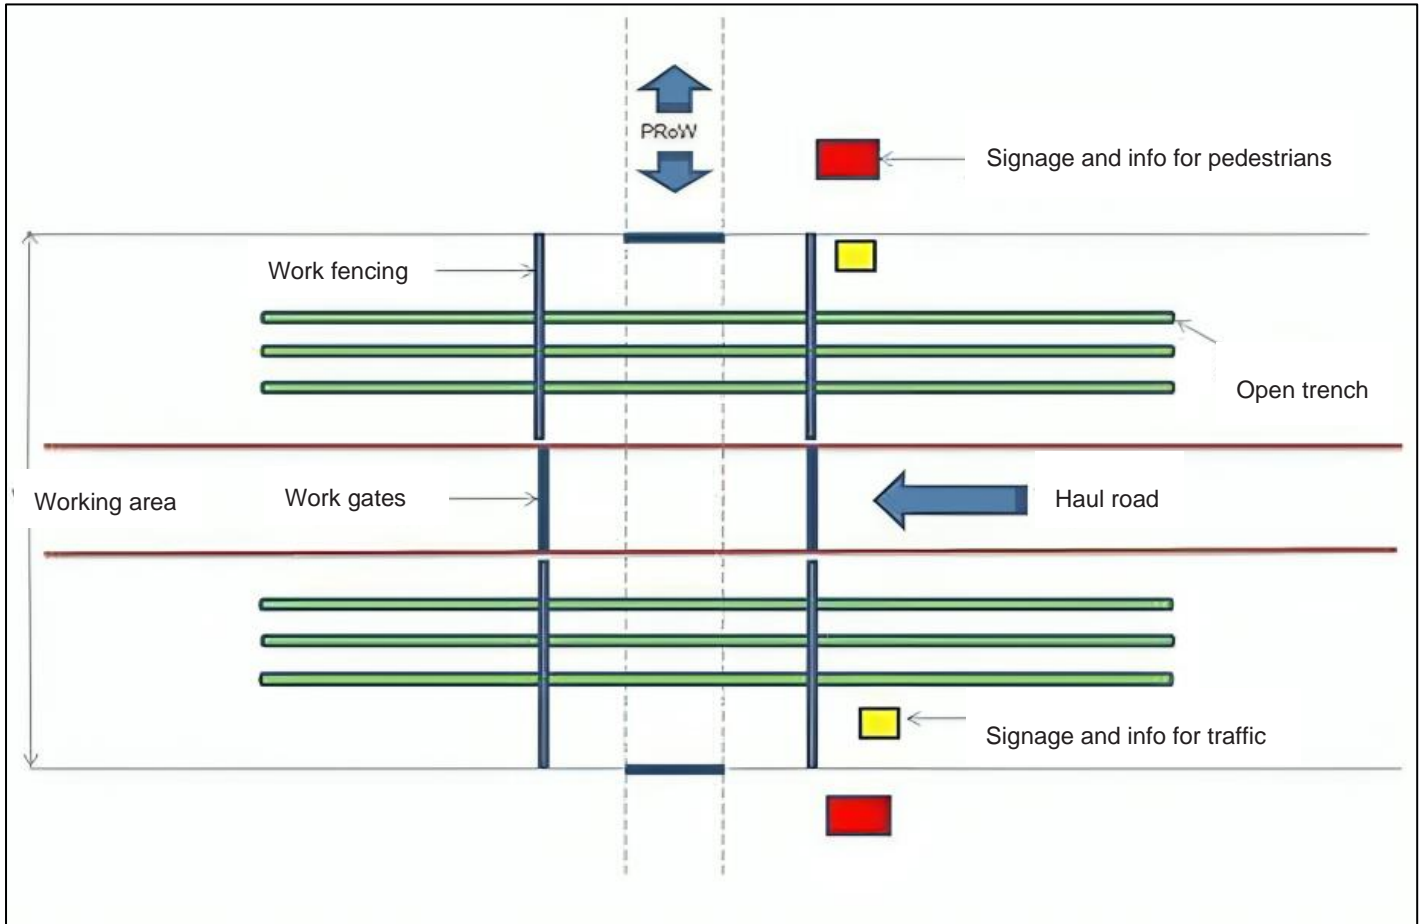 PRoW
Signage and info for pedestrians
Work fencing
Open trench
Working area
Work gates
Haul road
Signage and info for traffic